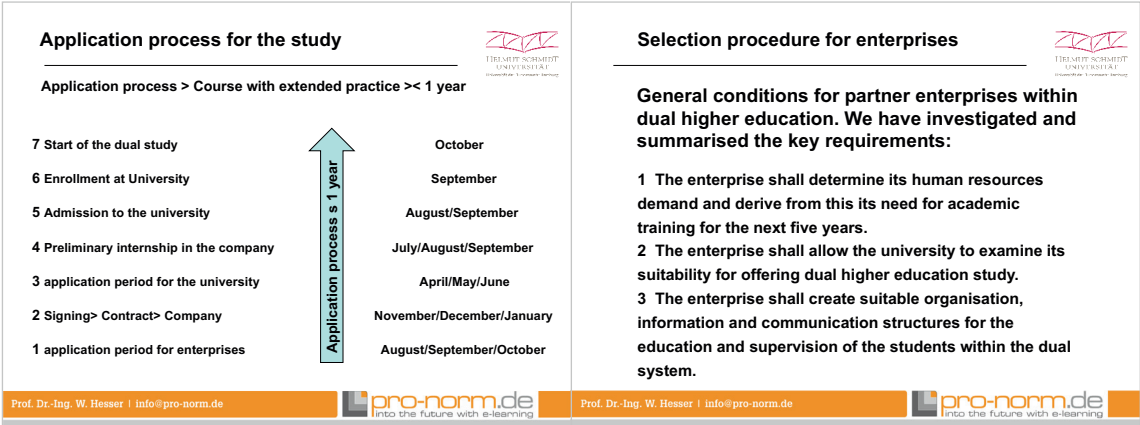 Application process for the study
HELMUT SCHMIDT
UNIVERSITÄT
Application process > Course with extended practice >< 1 year
7 Start of the dual study
October
6 Enrollment at University
September
5 Admission to the university
August/September
4 Preliminary internship in the company
July/August/September
3 application period for the university
April/May/June
2 Signing> Contract> Company
November/December/January
1 application period for enterprises
August/September/October
Application process s 1 year
Prof. Dr.-Ing. W. Hesser | info@pro-norm.de
pro-norm.de
into the future with e-learning
Selection procedure for enterprises
HELMUT SCHMIDT
UNIVERSITÄT
General conditions for partner enterprises within
dual higher education. We have investigated and
summarised the key requirements:
1 The enterprise shall determine its human resources
demand and derive from this its need for academic
training for the next five years.
2 The enterprise shall allow the university to examine its
suitability for offering dual higher education study.
3 The enterprise shall create suitable organisation,
information and communication structures for the
education and supervision of the students within the dual
system.
Prof. Dr.-Ing. W. Hesser | info@pro-norm.de
pro-norm.de
into the future with e-learning